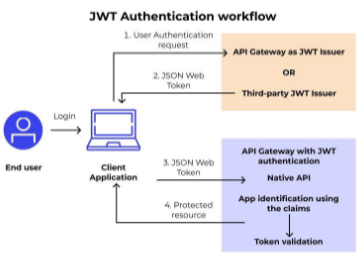 JWT Authentication workflow
1. User Authentication
request
API Gateway as JWT Issuer
OR
2. JSON Web
Token
Third-party JWT Issuer
Login
End user
Client
Application
3. JSON Web
Token
4. Protected
resource
API Gateway with JWT
authentication
Native API
App identification using
the claims
Token validation